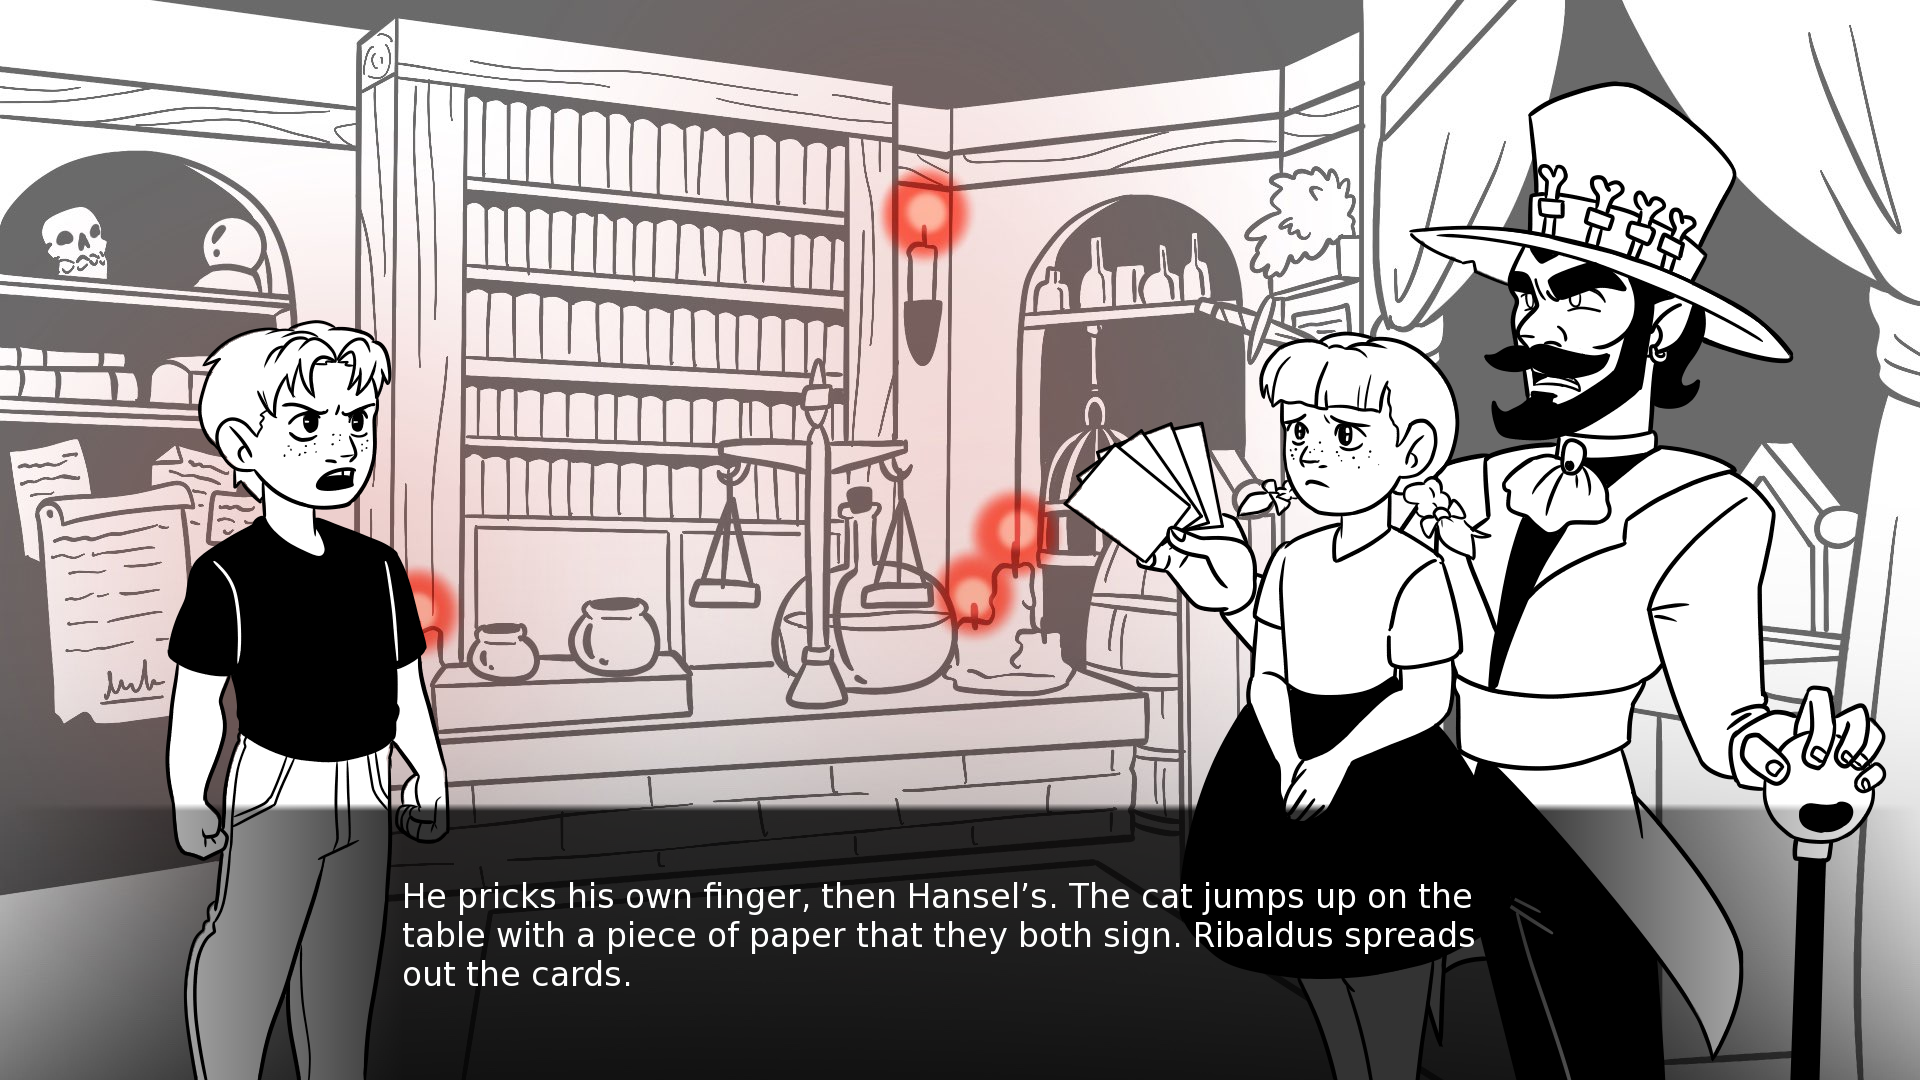 He pricks his own finger, then Hansel’s. The cat jumps up on the
table with a piece of paper that they both sign. Ribaldus spreads
out the cards.